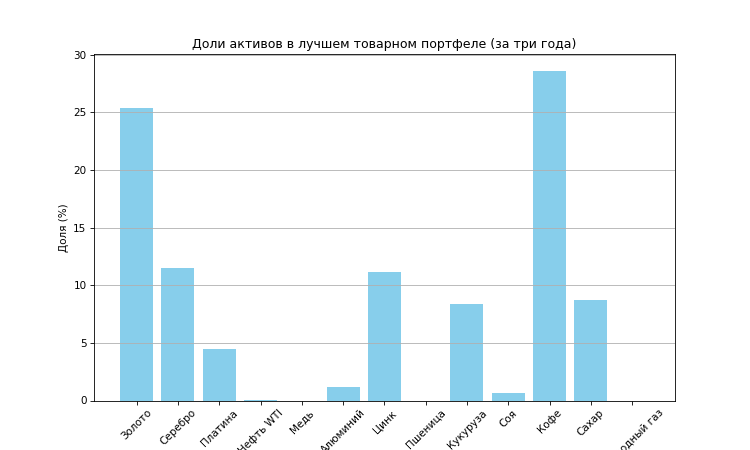 Доли активов в лучшем товарном портфеле (за три года)
Доля (%)
30
25
20
15
10
5
0
Золото
Серебро
Платина
Нефть WTI
Медь
Алюминий
Цинк
Пшеница
Кукуруза
Соя
Кофе
Сахар
газ